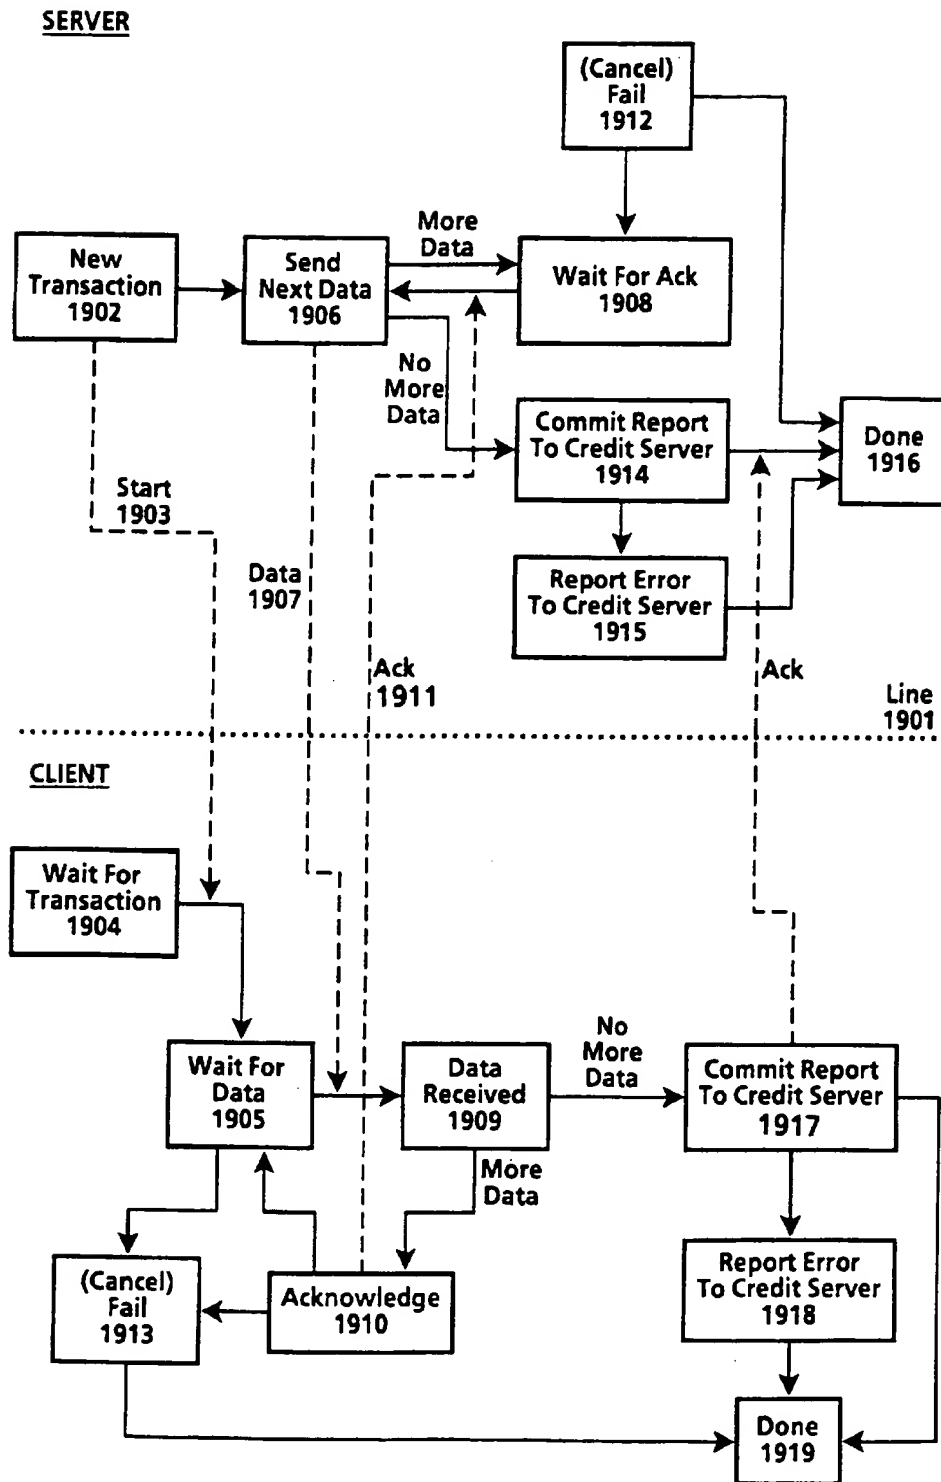 SERVER
(Cancel)
Fail
1912
More
Data
New
Transaction
1902
Send
Next Data
1906
Wait For Ack
1908
No
More
Data
Commit Report
To Credit Server
1914
Done
1916
Start
1903
Data
1907
Report Error
To Credit Server
1915
Ack
1911
Ack
Line
1901
CLIENT
Wait For
Transaction
1904
Wait For
Data
1905
Data
Received
1909
No
More
Data
Commit Report
To Credit Server
1917
More
Data
(Cancel)
Fail
1913
Acknowledge
1910
Report Error
To Credit Server
1918
Done
1919